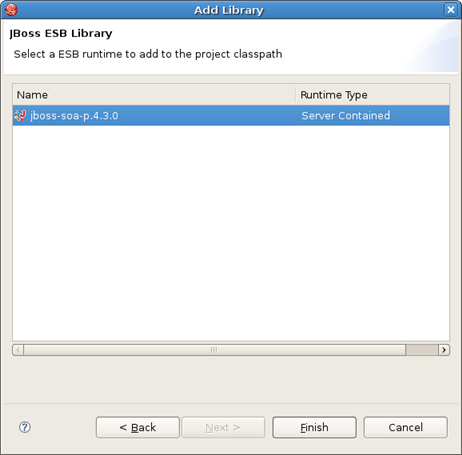 Add Library
JBoss ESB Library
Select a ESB runtime to add to the project classpath
Name Runtime Type
jboss-soa-p.4.3.0 Server Contained
< Back Next > Finish Cancel